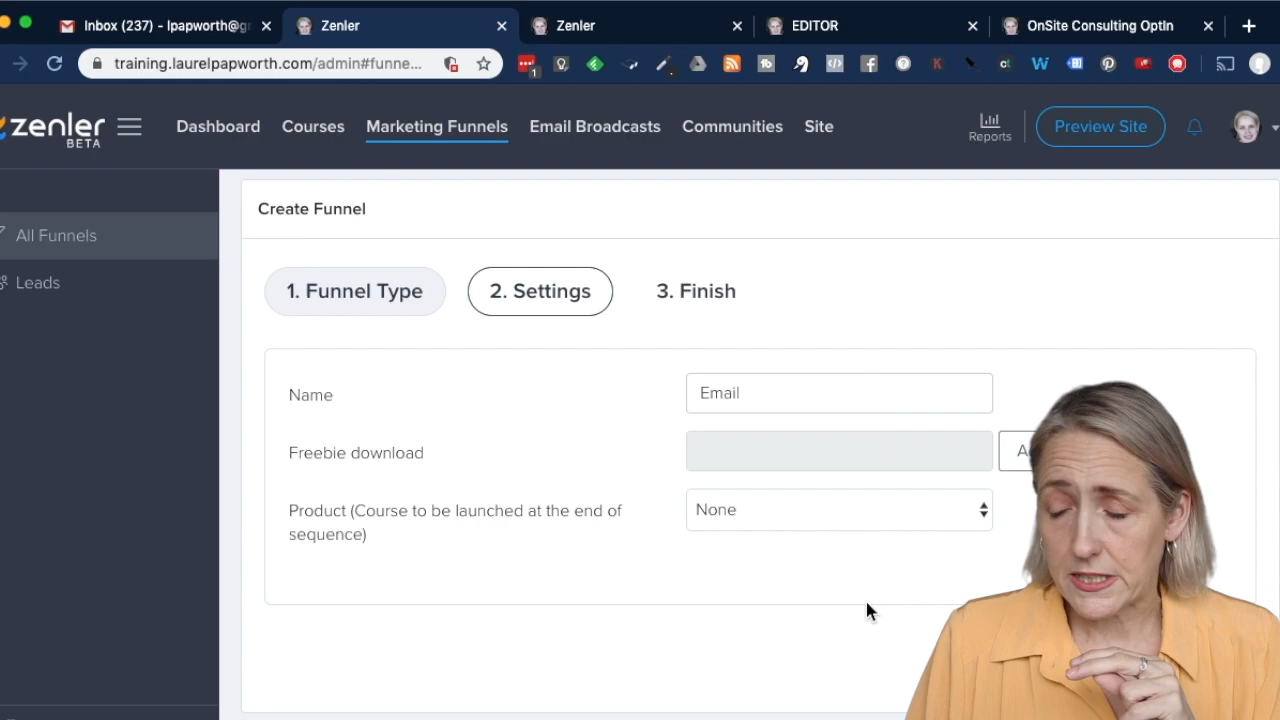 Inbox (237) - lpapworth@g
Zenler
Zenler
EDITOR
OnSite Consulting OptIn
training.laurelpapworth.com/admin#funne...
zenler
BETA
Dashboard
Courses
Marketing Funnels
Email Broadcasts
Communities
Site
Reports
Preview Site
All Funnels
Leads
Create Funnel
1. Funnel Type
2. Settings
3. Finish
Name
Email
Freebie download
Product (Course to be launched at the end of
sequence)
None